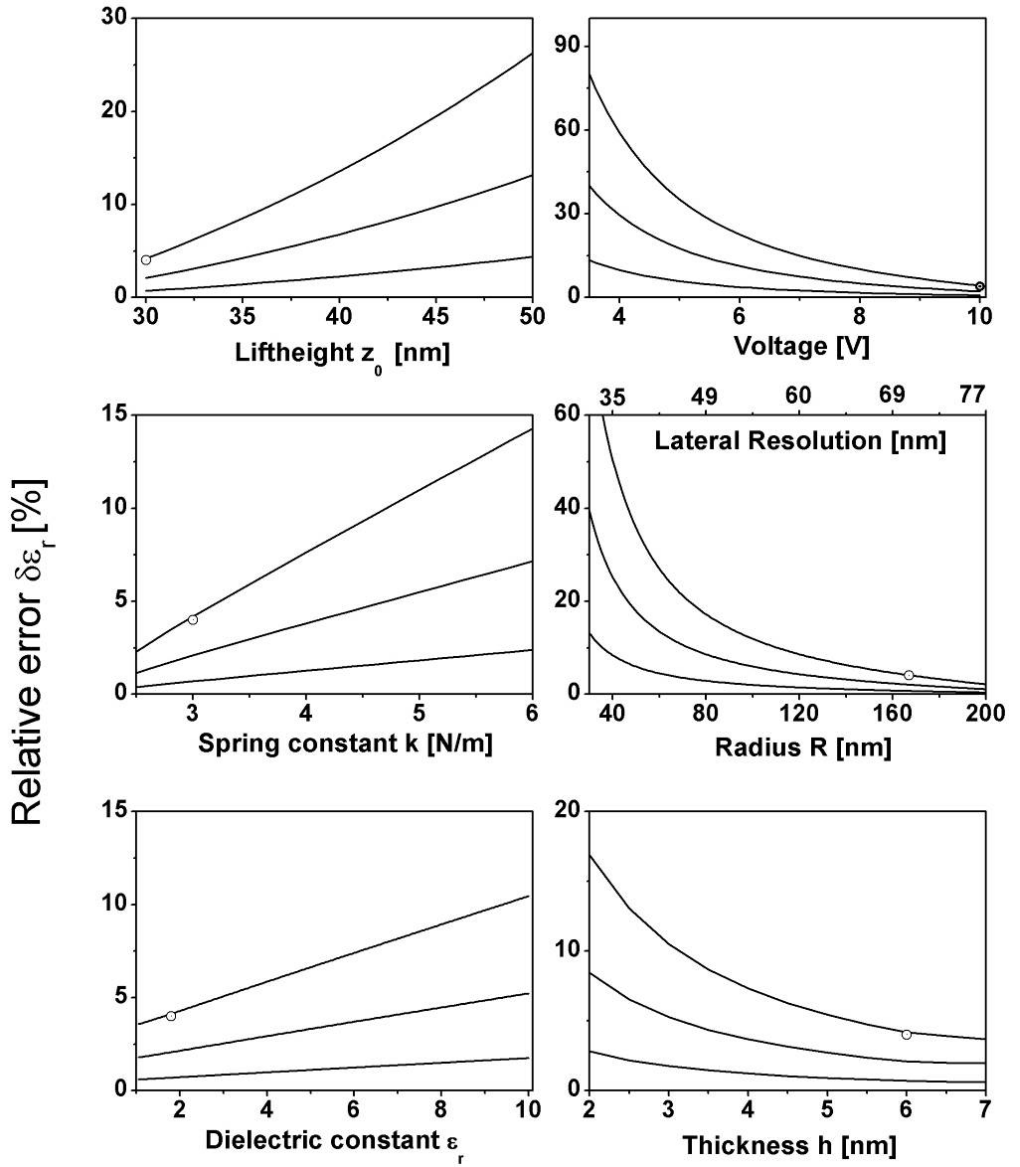 Relative error δεr [%]
30
20
10
0
30 35 40 45 50
Liftheight z0 [nm]
90
60
30
0
4 6 8 10
Voltage [V]
15
10
5
0
3 4 5 6
Spring constant k [N/m]
35 49 60 69 77
Lateral Resolution [nm]
60
40
20
0
40 80 120 160 200
Radius R [nm]
15
10
5
0
2 4 6 8 10
Dielectric constant εr
20
10
0
2 3 4 5 6 7
Thickness h [nm]